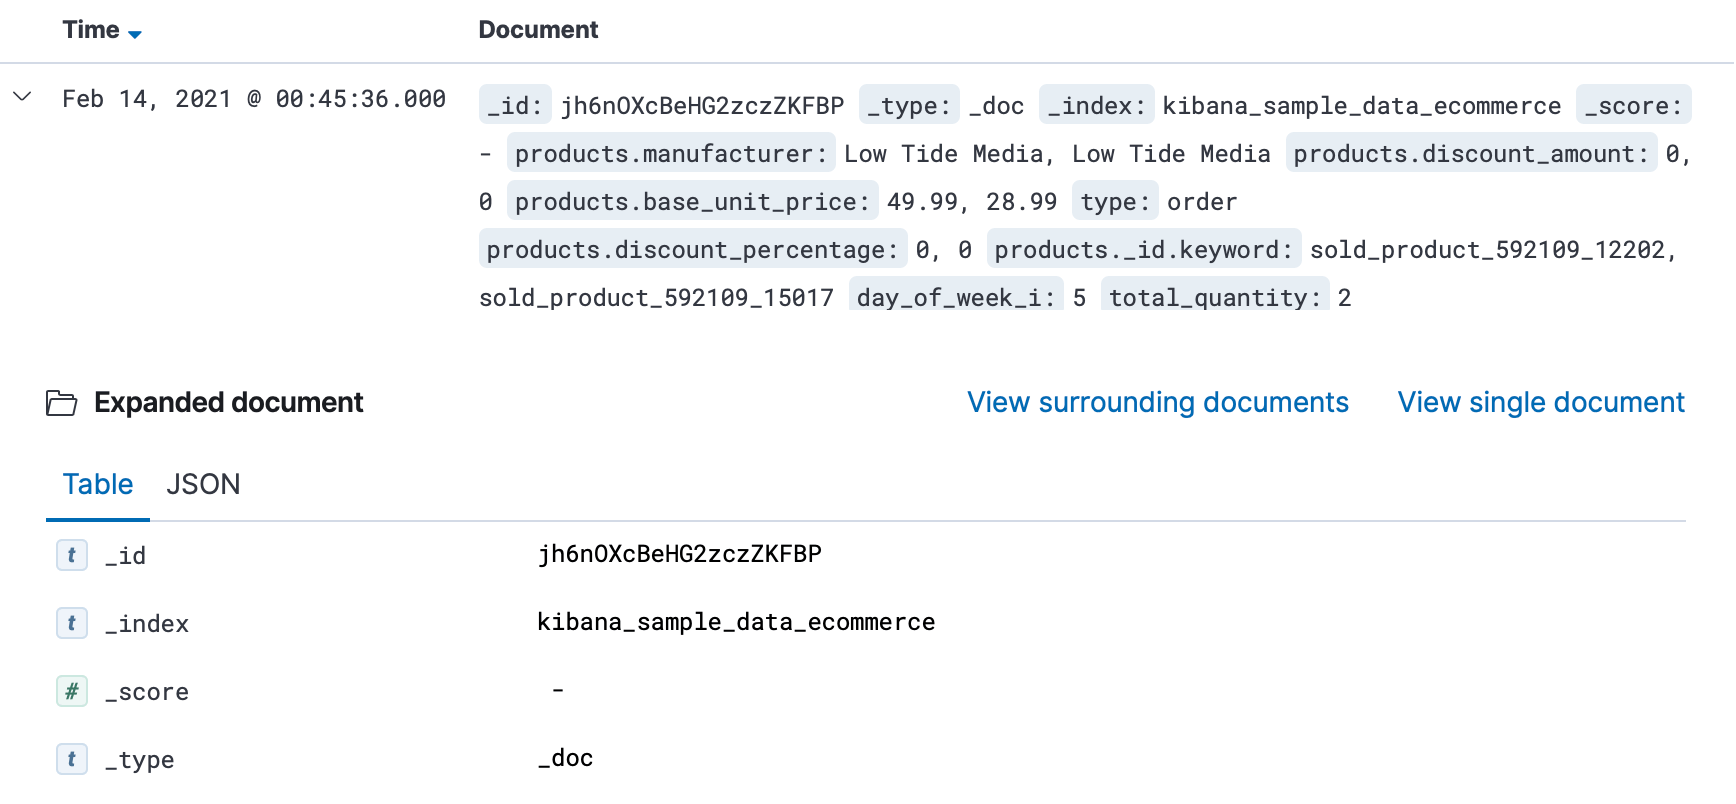 Time Document
Feb 14, 2021 @ 00:45:36.000 _id: jh6nOXcBeHG2zczZKFBP _type: _doc _index: kibana_sample_data_ecommerce _score:
- products.manufacturer: Low Tide Media, Low Tide Media products.discount_amount: 0,
0 products.base_unit_price: 49.99, 28.99 type: order
products.discount_percentage: 0, 0 products._id.keyword: sold_product_592109_12202,
sold_product_592109_15017 day_of_week_i: 5 total_quantity: 2
Expanded document View surrounding documents View single document
Table JSON
t _id jh6nOXcBeHG2zczZKFBP
t _index kibana_sample_data_ecommerce
# _score -
t _type _doc